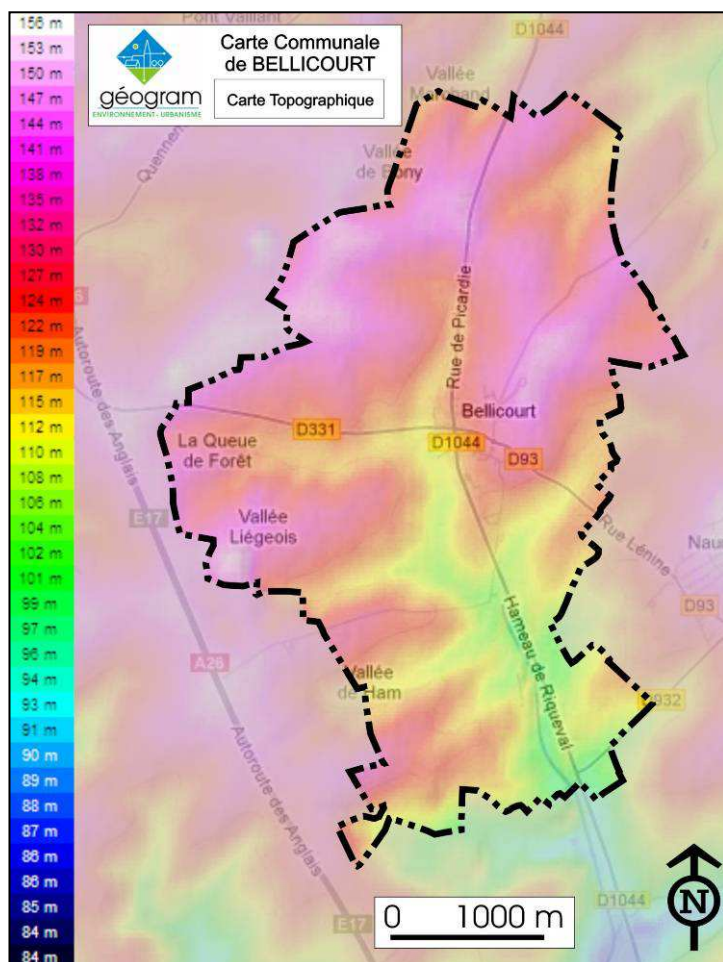 156 m
153 m
150 m
147 m
144 m
141 m
138 m
135 m
132 m
130 m
127 m
124 m
122 m
119 m
117 m
115 m
112 m
110 m
108 m
106 m
104 m
102 m
101 m
99 m
97 m
96 m
94 m
93 m
91 m
90 m
89 m
88 m
87 m
86 m
86 m
85 m
84 m
84 m
géogram
ENVIRONNEMENT - URBANISME
Carte Communale
de BELLICOURT
Carte Topographique
Pont Vaillant
D1044
Vallée
Marchand
Vallée
de Bony
Rue de Picardie
Autoroute des Anglais
Bellicourt
D331
D1044
D93
La Queue
de Forêt
E17
Vallée
Liégeois
Rue Lénine
D93
Hameau de Riqueval
A26
Vallée
de Ham
D932
Autoroute des Anglais
E17
D1044
0 1000 m
N